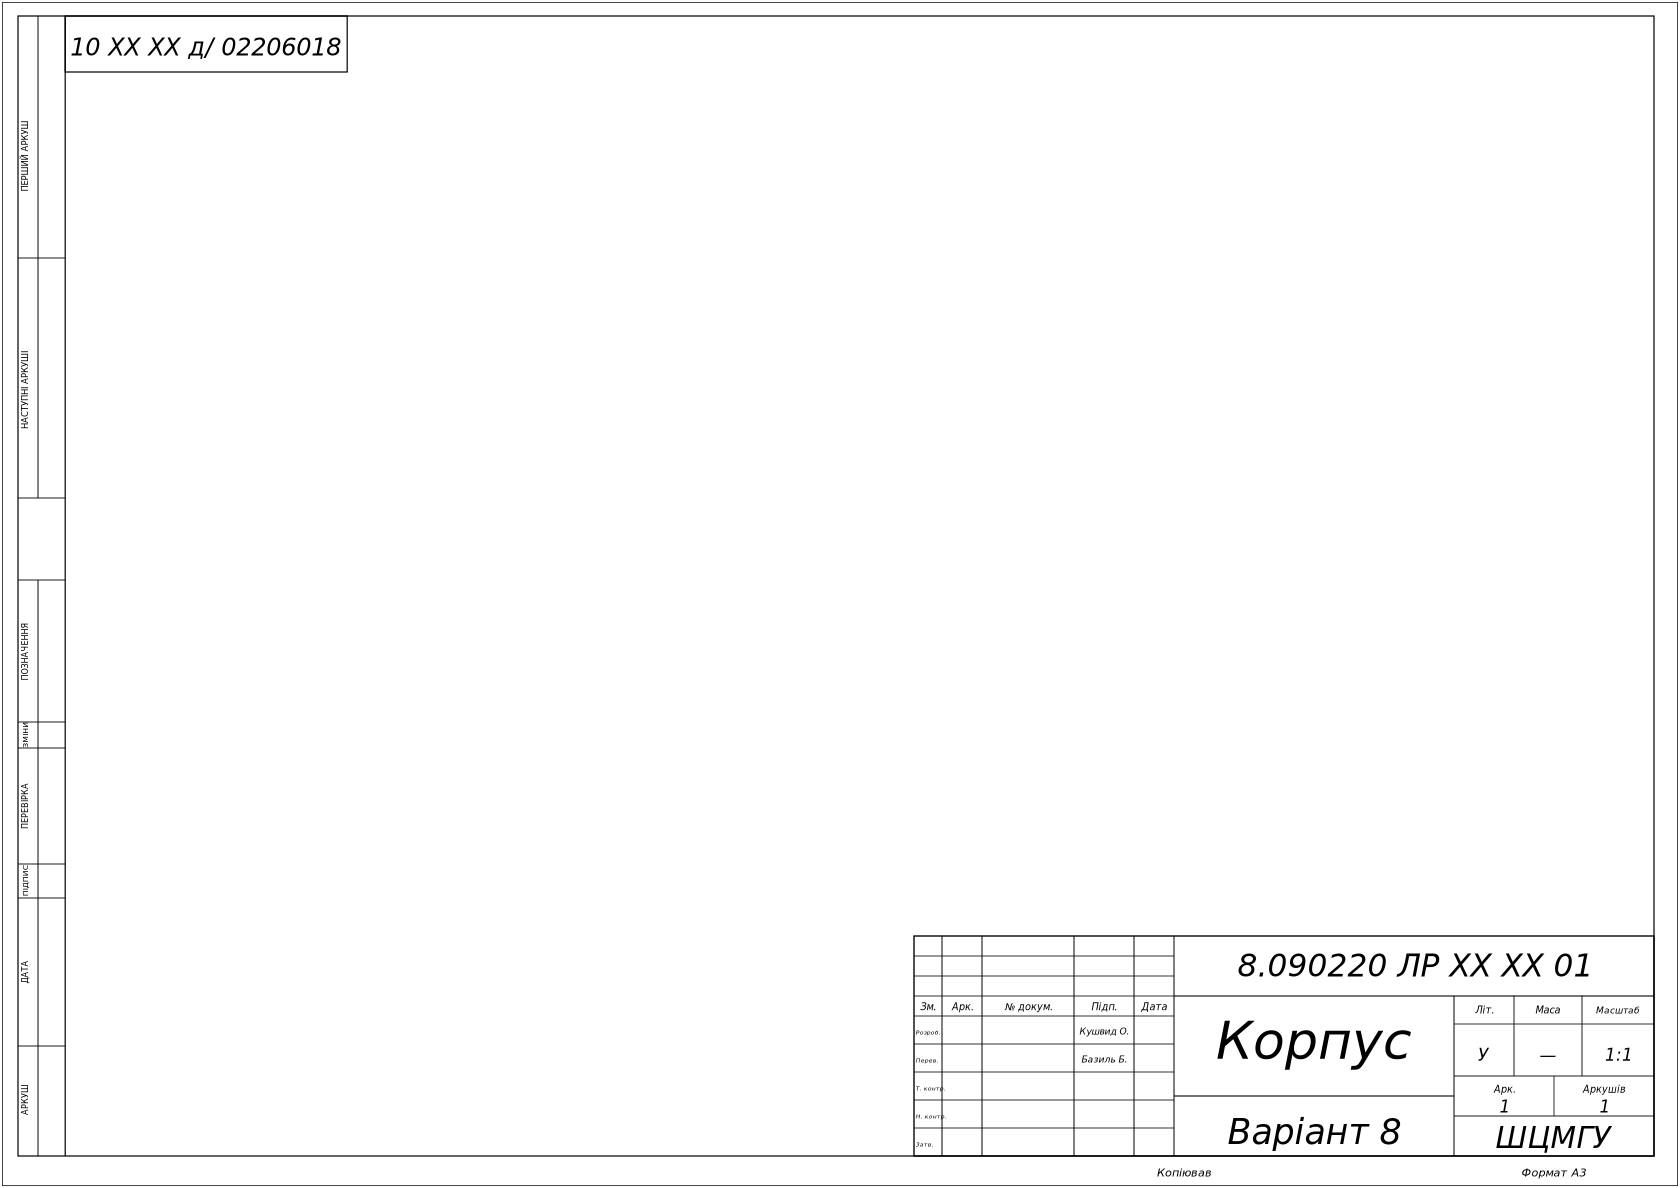 10 XX XX д/ 02206018
ПЕРШИЙ АРКУШ
НАСТУПНІ АРКУШІ
ПОЗНАЧЕННЯ
ЗМІНИ
ПЕРЕВІРКА
ПІДПИС
ДАТА
АРКУШ
8.090220 ЛР XX XX 01
Зм. Арк. № докум. Підп. Дата
Розроб. Кушвид О.
Перев. Базиль Б.
Т. контр.
Н. контр.
Затв.
Корпус
Варіант 8
Літ. Маса Масштаб
У — 1:1
Арк. Аркушів
1 1
ШЦМГУ
Копіював Формат А3